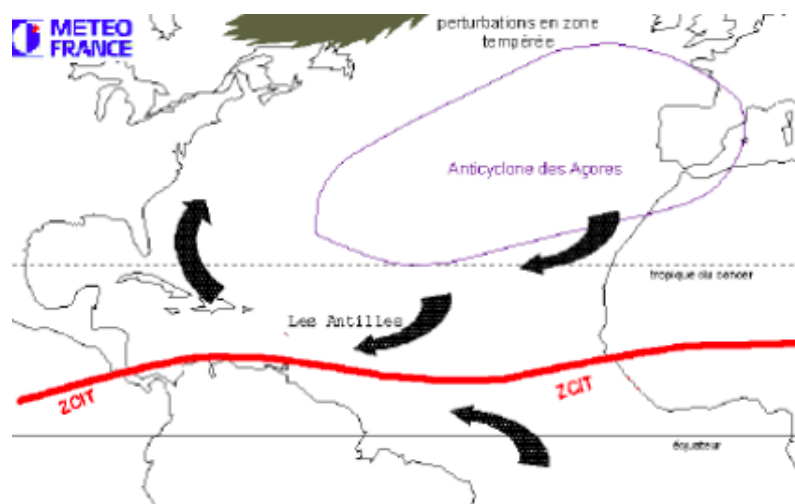 METEO
FRANCE
perturbations en zone
tempérée
Anticyclone des Açores
tropique du cancer
Les Antilles
ZCIT
ZCIT
équateur